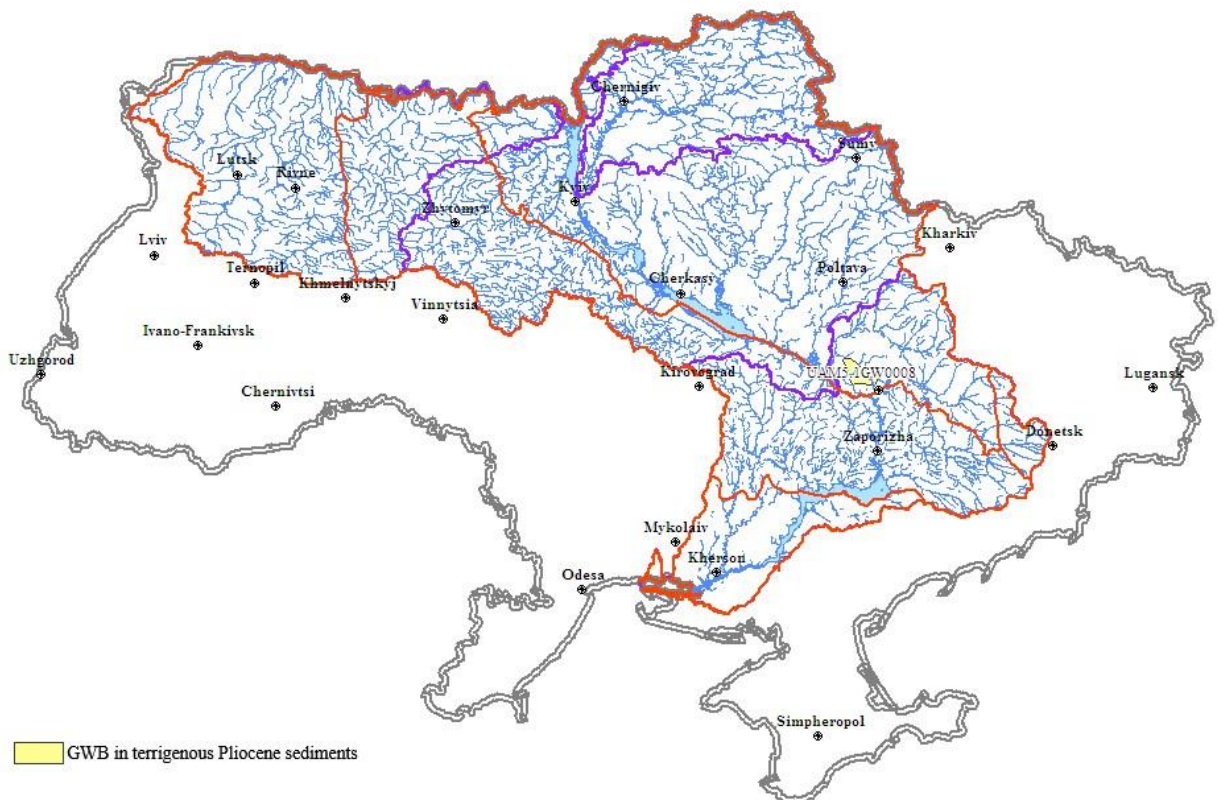 Chernigiv
Sumy
Lutsk
Rivne
Kyiv
Zhytomyr
Kharkiv
Lviv
Ternopil
Cherkasy
Poltava
Khmelnytskyj
Vinnytsia
Ivano-Frankivsk
Uzhgorod
Kirovograd
UAM5.1GW0008
Lugansk
Chernivtsi
Zaporizha
Donetsk
Mykolaiv
Kherson
Odesa
Simpheropol
GWB in terrigenous Pliocene sediments